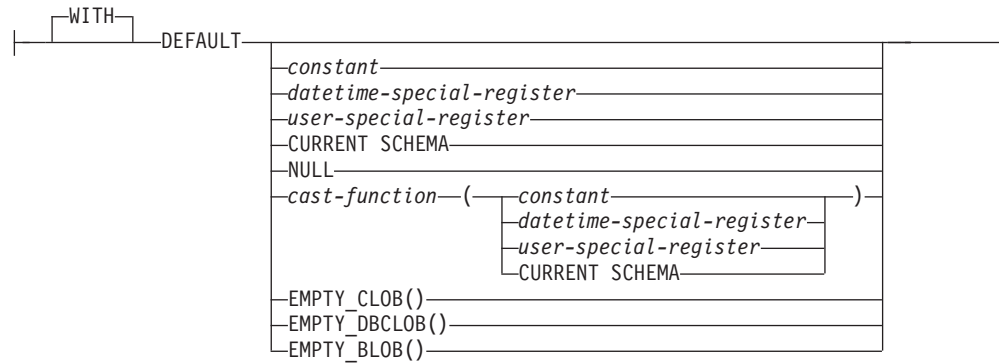 WITH
DEFAULT
constant
datetime-special-register
user-special-register
CURRENT SCHEMA
NULL
cast-function ( constant )
datetime-special-register
user-special-register
CURRENT SCHEMA
EMPTY_CLOB()
EMPTY_DBCLOB()
EMPTY_BLOB()